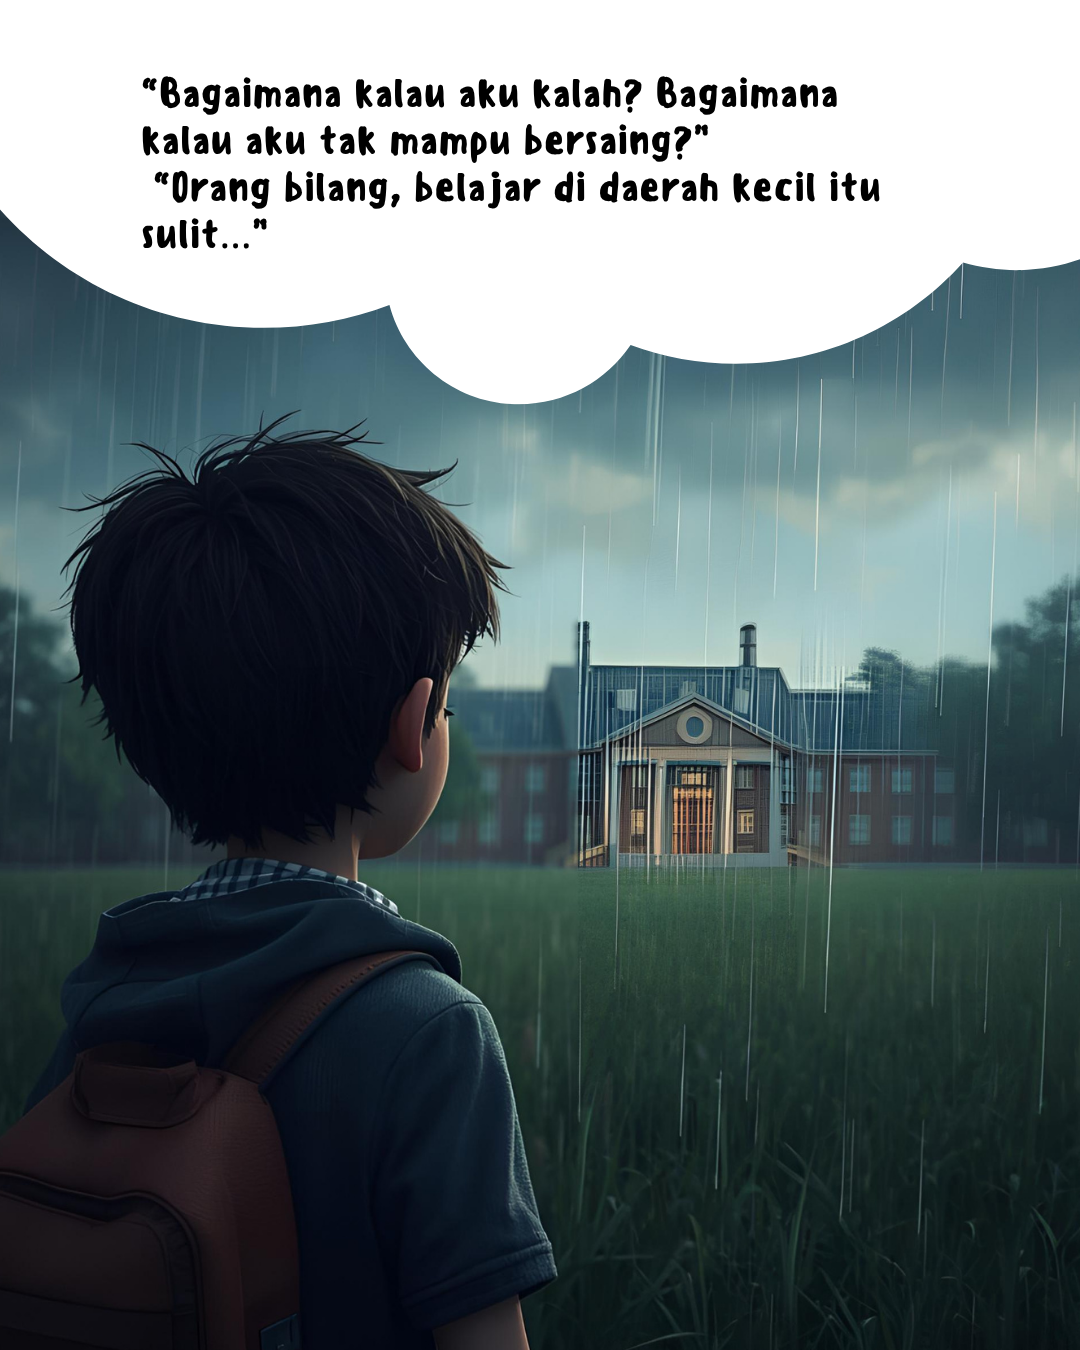 “Bagaimana kalau aku kalah? Bagaimana
kalau aku tak mampu bersaing?"
“Orang bilang, belajar di daerah kecil itu
sulit..."